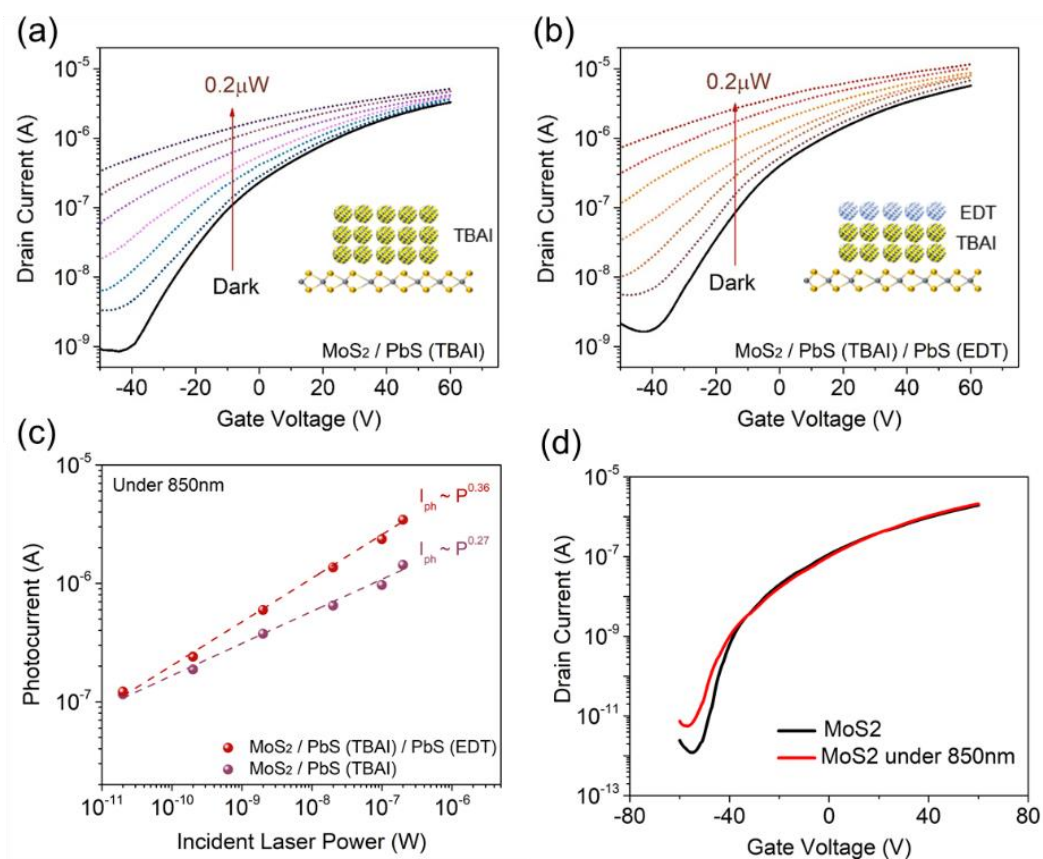 (a)
10⁻⁵
10⁻⁶
10⁻⁷
10⁻⁸
10⁻⁹
Drain Current (A)
0.2μW
Dark
TBAI
MoS₂ / PbS (TBAI)
-40 -20 0 20 40 60
Gate Voltage (V)
(b)
10⁻⁵
10⁻⁶
10⁻⁷
10⁻⁸
10⁻⁹
Drain Current (A)
0.2μW
Dark
EDT
TBAI
MoS₂ / PbS (TBAI) / PbS (EDT)
-40 -20 0 20 40 60
Gate Voltage (V)
(c)
10⁻⁵
10⁻⁶
10⁻⁷
Photocurrent (A)
Under 850nm
I_ph ~ P^0.36
I_ph ~ P^0.27
MoS₂ / PbS (TBAI) / PbS (EDT)
MoS₂ / PbS (TBAI)
10⁻¹¹ 10⁻¹⁰ 10⁻⁹ 10⁻⁸ 10⁻⁷ 10⁻⁶
Incident Laser Power (W)
(d)
10⁻⁵
10⁻⁷
10⁻⁹
10⁻¹¹
10⁻¹³
Drain Current (A)
MoS2
MoS2 under 850nm
-80 -40 0 40 80
Gate Voltage (V)